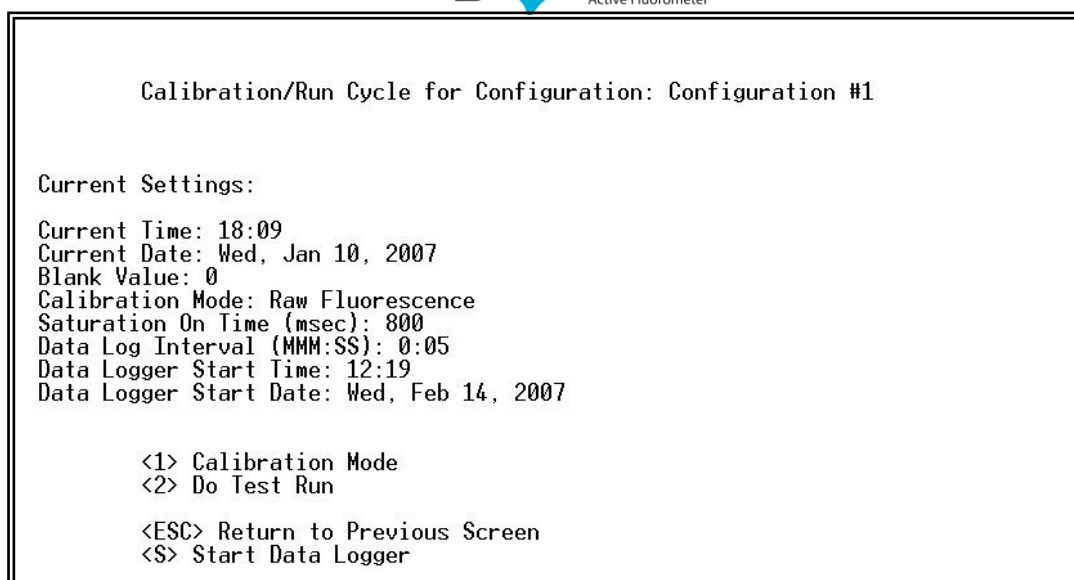 Active Fluorometer
Calibration/Run Cycle for Configuration: Configuration #1
Current Settings:
Current Time: 18:09
Current Date: Wed, Jan 10, 2007
Blank Value: 0
Calibration Mode: Raw Fluorescence
Saturation On Time (msec): 800
Data Log Interval (MMM:SS): 0:05
Data Logger Start Time: 12:19
Data Logger Start Date: Wed, Feb 14, 2007
<1> Calibration Mode
<2> Do Test Run
<ESC> Return to Previous Screen
<S> Start Data Logger